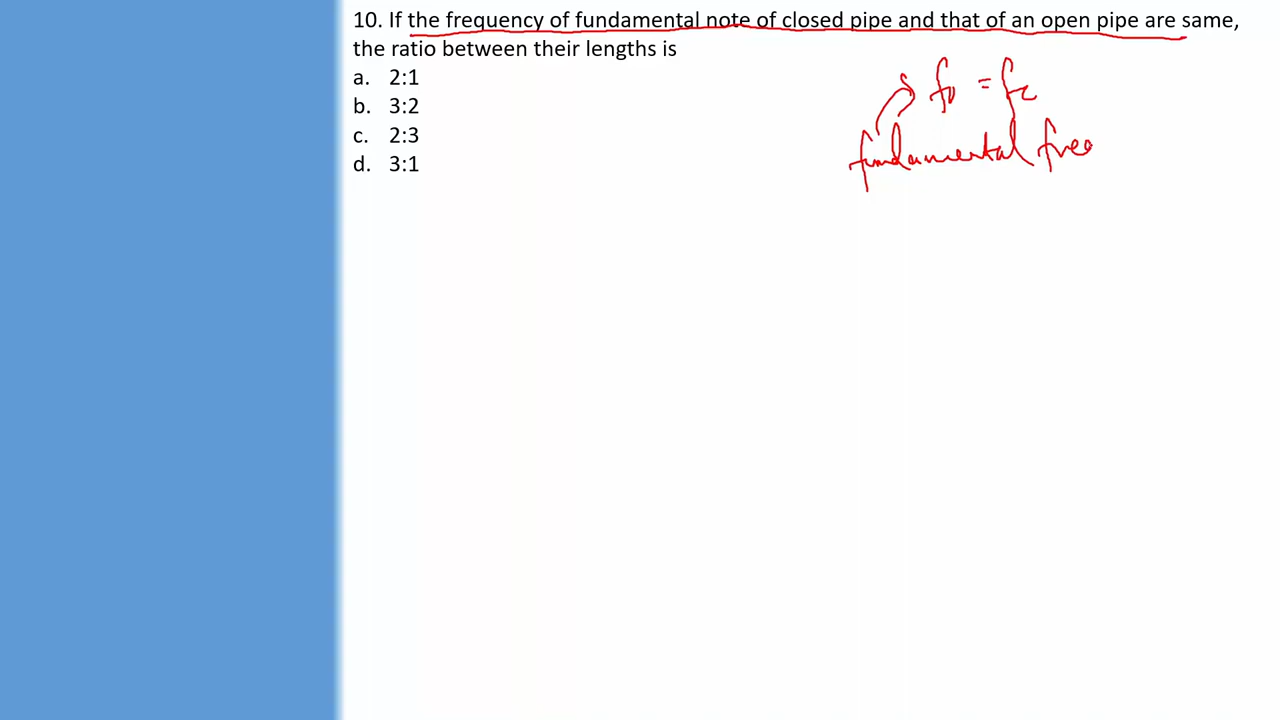 10. If the frequency of fundamental note of closed pipe and that of an open pipe are same,
the ratio between their lengths is
a. 2:1
b. 3:2
c. 2:3
d. 3:1
f₀ = f꜀
fundamental freq